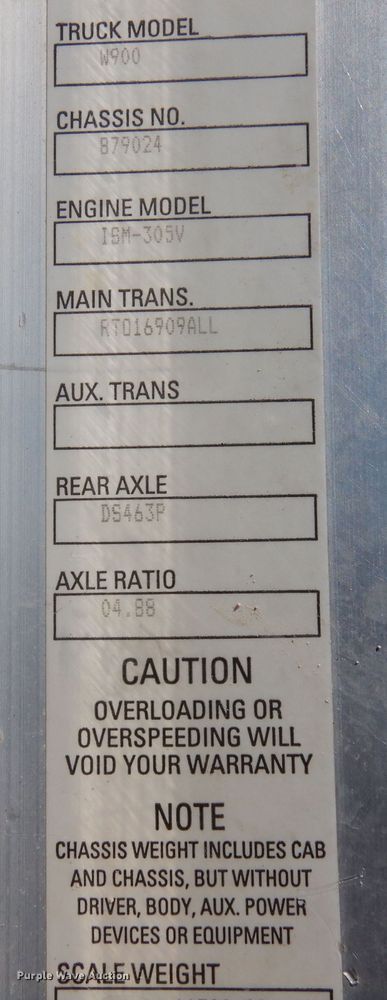 TRUCK MODEL
W900
CHASSIS NO.
879024
ENGINE MODEL
ISM-305V
MAIN TRANS.
RTO16909ALL
AUX. TRANS
REAR AXLE
DS463P
AXLE RATIO
04.88
CAUTION
OVERLOADING OR
OVERSPEEDING WILL
VOID YOUR WARRANTY
NOTE
CHASSIS WEIGHT INCLUDES CAB
AND CHASSIS, BUT WITHOUT
DRIVER, BODY, AUX. POWER
DEVICES OR EQUIPMENT
Purple Wave Auction
SCALE WEIGHT